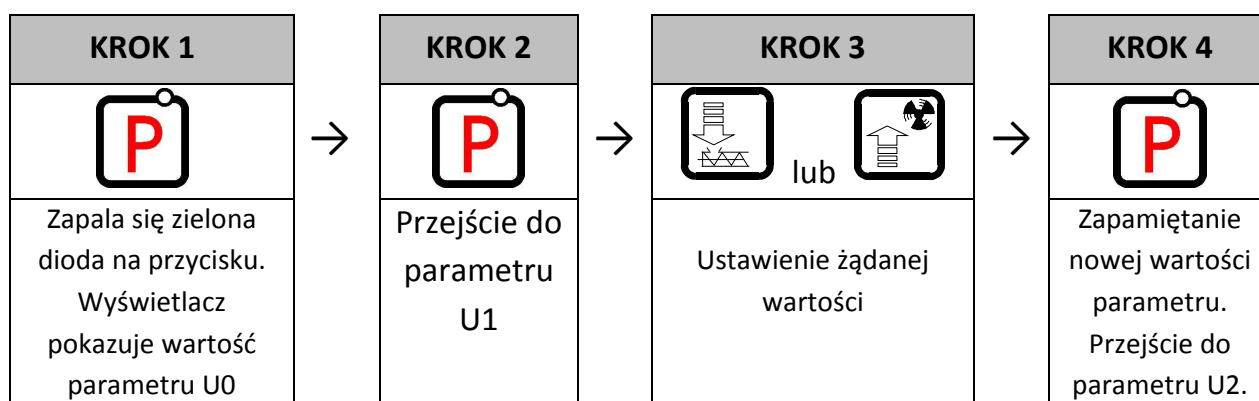 KROK 1
P
Zapala się zielona
dioda na przycisku.
Wyświetlacz
pokazuje wartość
parametru U0
→
KROK 2
P
Przejście do
parametru
U1
→
KROK 3
lub
Ustawienie żądanej
wartości
→
KROK 4
P
Zapamiętanie
nowej wartości
parametru.
Przejście do
parametru U2.